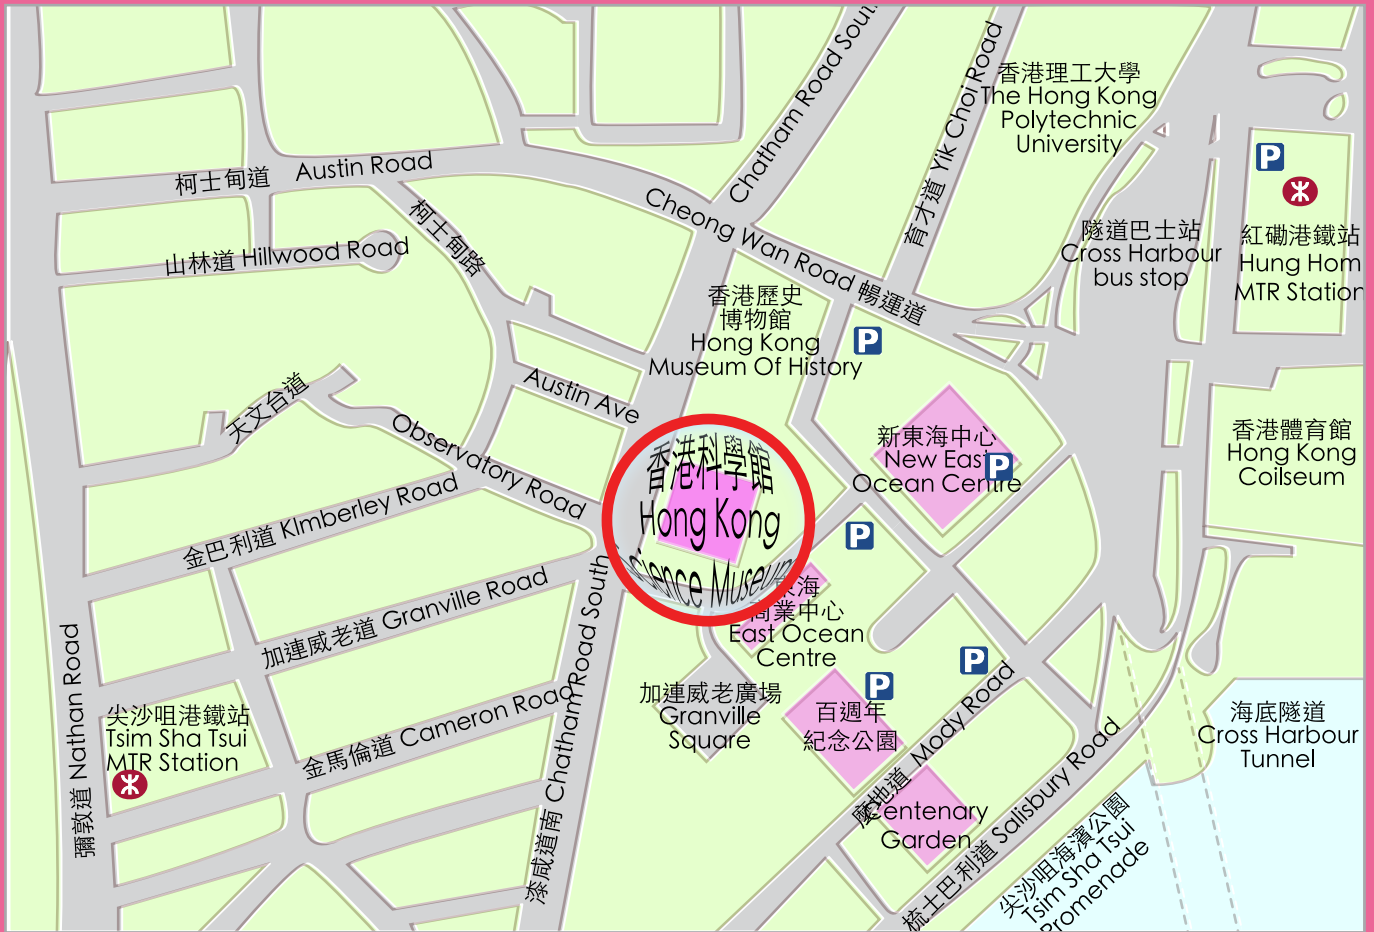 Chatham Road South
育才道 Yik Choi Road
香港理工大學
The Hong Kong
Polytechnic
University
P
柯士甸道 Austin Road
柯士甸路
山林道 Hillwood Road
Cheong Wan Road 暢運道
隧道巴士站
Cross Harbour
bus stop
紅磡港鐵站
Hung Hom
MTR Station
香港歷史
博物館
Hong Kong
Museum Of History
P
天文台道
Austin Ave
Observatory Road
香港科學館
Hong Kong
Science Museum
新東海中心
New East
Ocean Centre
P
香港體育館
Hong Kong
Coilseum
金巴利道 KImberley Road
P
加連威老道 Granville Road
東海
商業中心
East Ocean
Centre
彌敦道 Nathan Road
尖沙咀港鐵站
Tsim Sha Tsui
MTR Station
金馬倫道 Cameron Road
漆咸道南 Chatham Road South
加連威老廣場
Granville
Square
P
P
百週年
紀念公園
Centenary
Garden
麼地道 Mody Road
梳士巴利道 Salisbury Road
海底隧道
Cross Harbour
Tunnel
尖沙咀海濱公園
Tsim Sha Tsui
Promenade